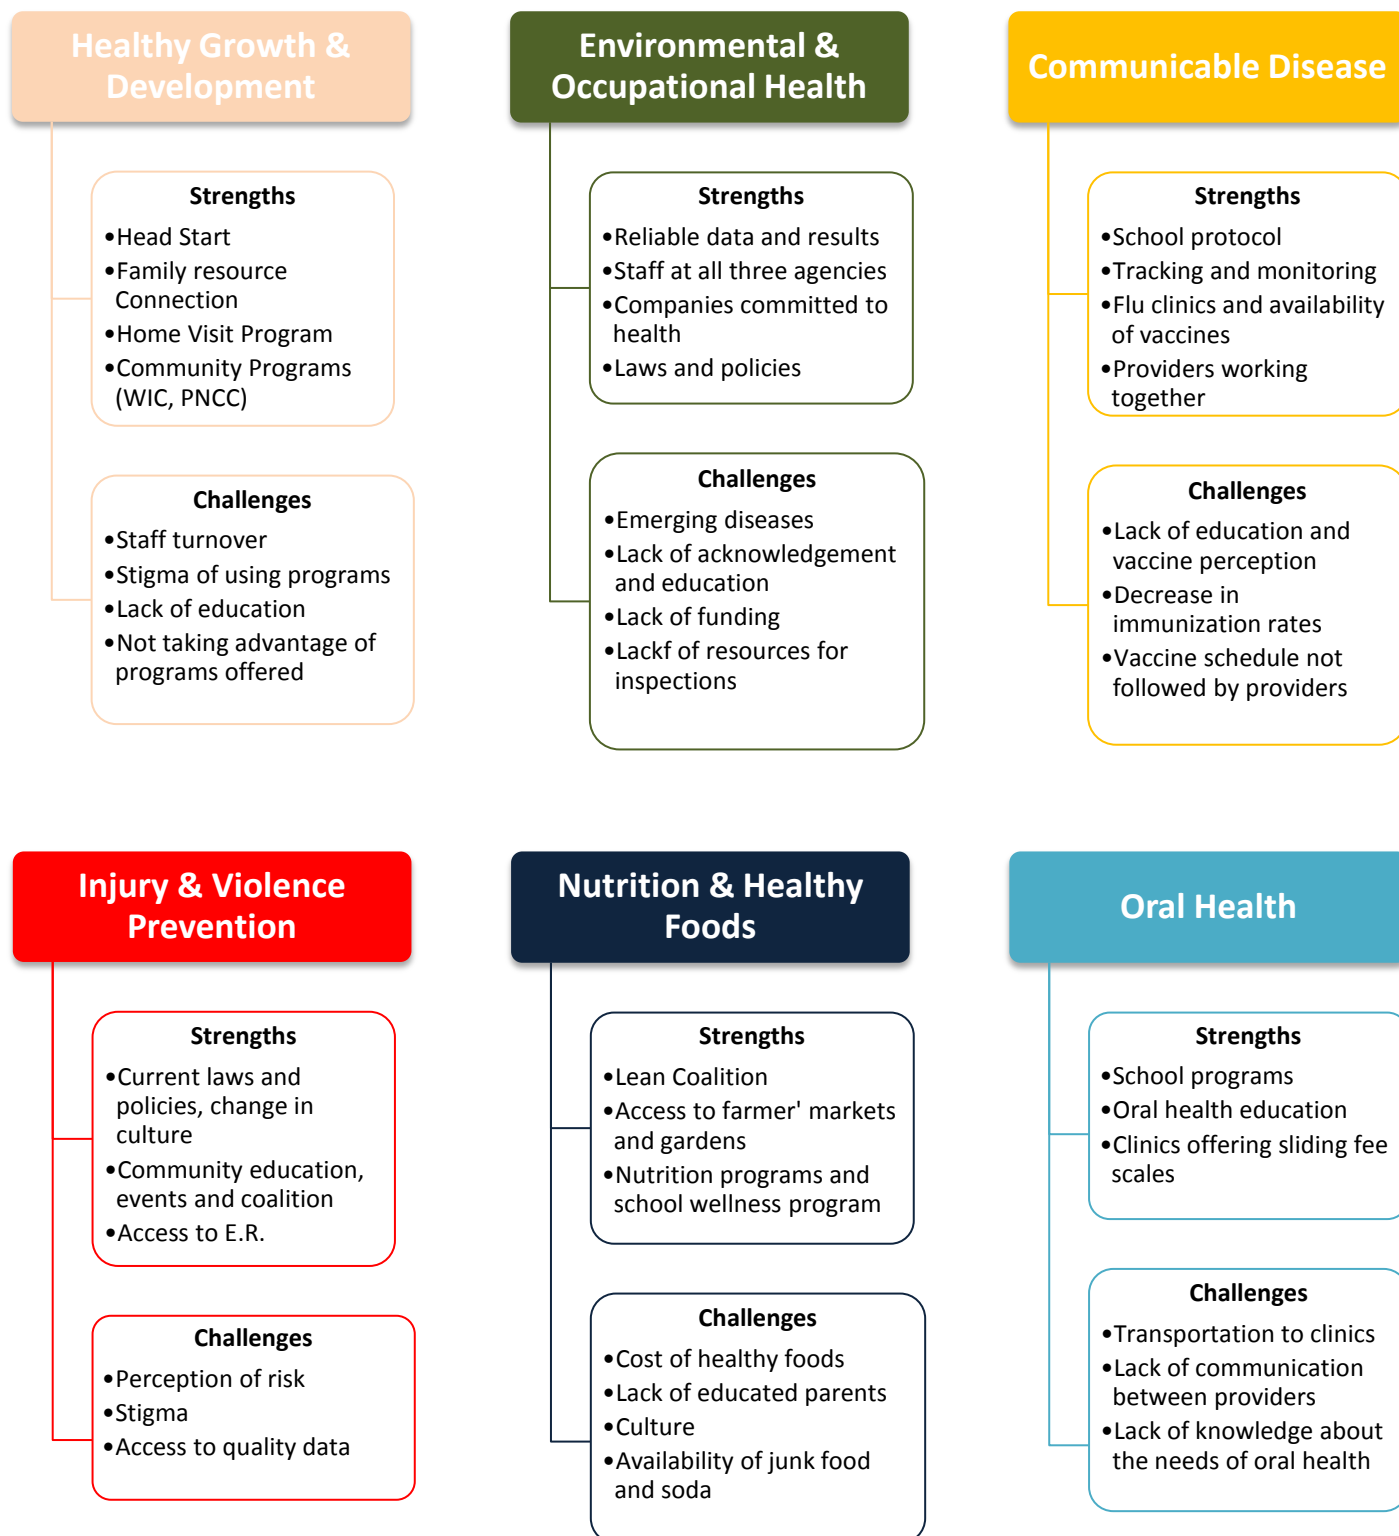 Healthy Growth &
Development
Strengths
•Head Start
•Family resource
Connection
•Home Visit Program
•Community Programs
(WIC, PNCC)
Challenges
•Staff turnover
•Stigma of using programs
•Lack of education
•Not taking advantage of
programs offered
Environmental &
Occupational Health
Strengths
•Reliable data and results
•Staff at all three agencies
•Companies committed to
health
•Laws and policies
Challenges
•Emerging diseases
•Lack of acknowledgement
and education
•Lack of funding
•Lackf of resources for
inspections
Communicable Disease
Strengths
•School protocol
•Tracking and monitoring
•Flu clinics and availability
of vaccines
•Providers working
together
Challenges
•Lack of education and
vaccine perception
•Decrease in
immunization rates
•Vaccine schedule not
followed by providers
Injury & Violence
Prevention
Strengths
•Current laws and
policies, change in
culture
•Community education,
events and coalition
•Access to E.R.
Challenges
•Perception of risk
•Stigma
•Access to quality data
Nutrition & Healthy
Foods
Strengths
•Lean Coalition
•Access to farmer' markets
and gardens
•Nutrition programs and
school wellness program
Challenges
•Cost of healthy foods
•Lack of educated parents
•Culture
•Availability of junk food
and soda
Oral Health
Strengths
•School programs
•Oral health education
•Clinics offering sliding fee
scales
Challenges
•Transportation to clinics
•Lack of communication
between providers
•Lack of knowledge about
the needs of oral health